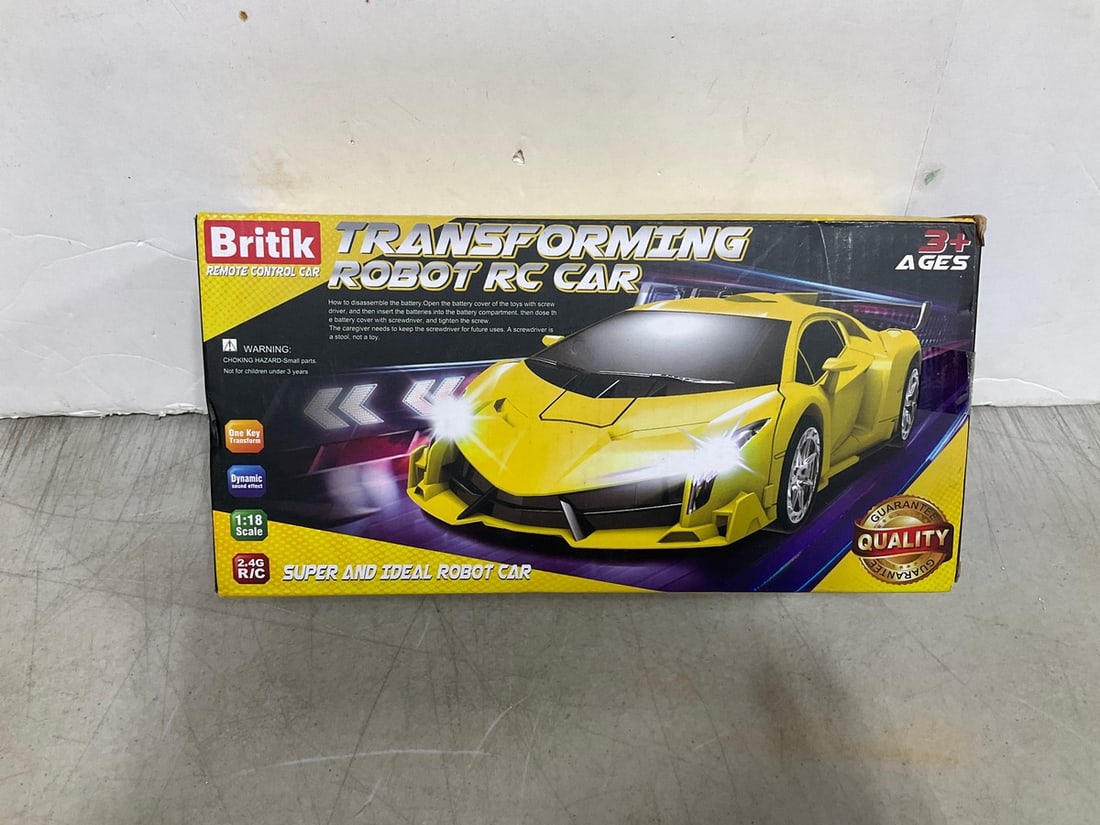 Britik
REMOTE CONTROL CAR
TRANSFORMING
ROBOT RC CAR
3+
AGES
How to disassemble the battery.Open the battery cover of the toys with screw
driver, and then insert the batteries into the battery compartment, then dose th
e battery cover with screwdriver, and tighten the screw.
The caregiver needs to keep the screwdriver for future uses. A screwdriver is
a stool, not a toy.
WARNING:
CHOKING HAZARD-Small parts.
Not for children under 3 years
One Key
Transform
Dynamic
sound effect
1:18
Scale
2.4G
R/C
SUPER AND IDEAL ROBOT CAR
GUARANTEE
QUALITY
GUARANTEE